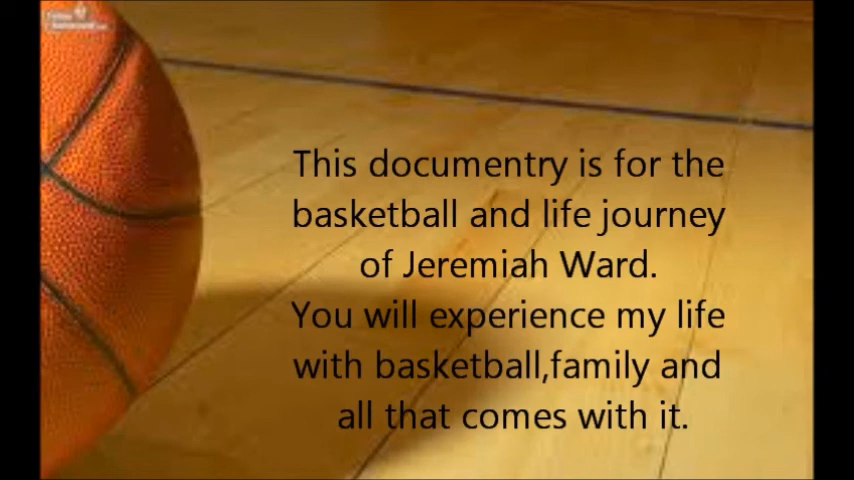 This documentry is for the
basketball and life journey
of Jeremiah Ward.
You will experience my life
with basketball,family and
all that comes with it.